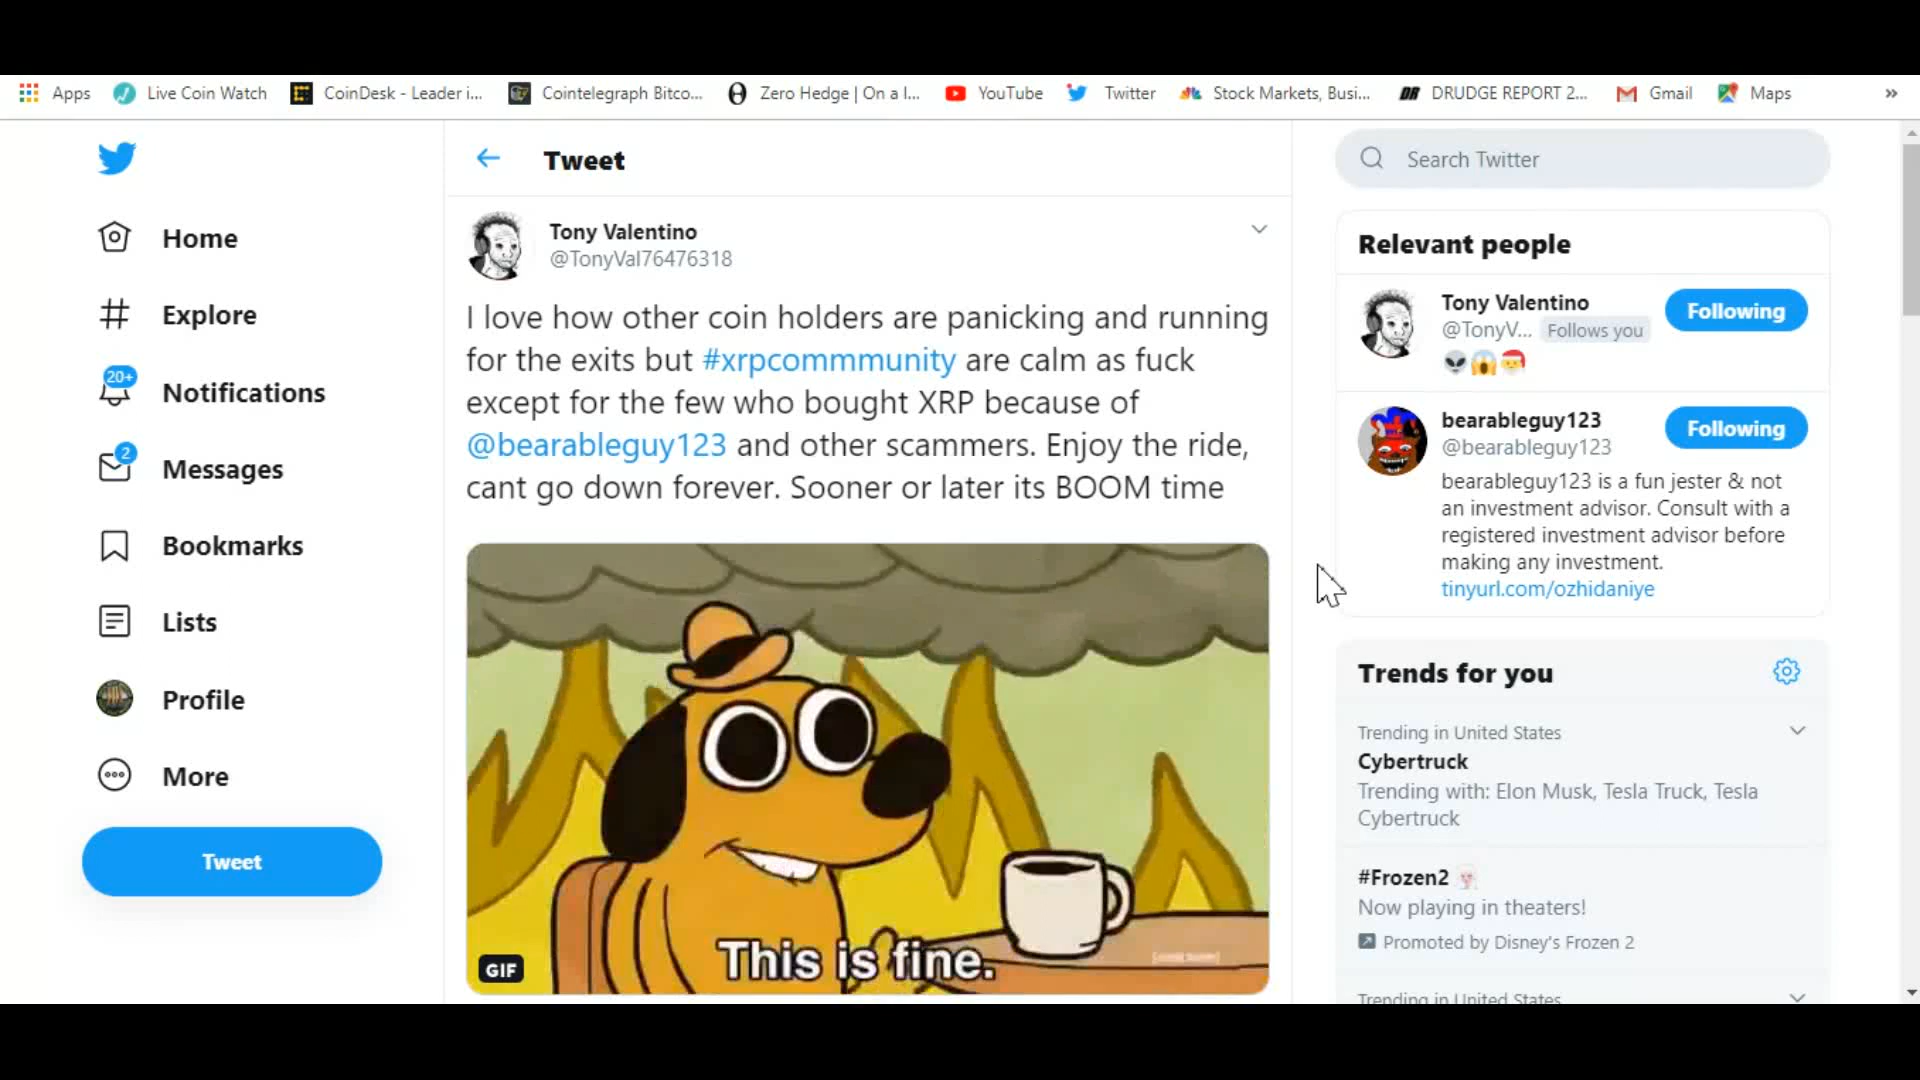 Apps Live Coin Watch CoinDesk - Leader i... Cointelegraph Bitco... Zero Hedge | On a l... YouTube Twitter Stock Markets, Busi... DRUDGE REPORT 2... Gmail Maps »
Tweet
Search Twitter
Home
Explore
20+
Notifications
2
Messages
Bookmarks
Lists
Profile
More
Tweet
Tony Valentino
@TonyVal76476318
I love how other coin holders are panicking and running
for the exits but #xrpcommmunity are calm as fuck
except for the few who bought XRP because of
@bearableguy123 and other scammers. Enjoy the ride,
cant go down forever. Sooner or later its BOOM time
This is fine.
GIF
Relevant people
Tony Valentino
@TonyV... Follows you
Following
👽😱🎅
bearableguy123
@bearableguy123
Following
bearableguy123 is a fun jester & not
an investment advisor. Consult with a
registered investment advisor before
making any investment.
tinyurl.com/ozhidaniye
Trends for you
Trending in United States
Cybertruck
Trending with: Elon Musk, Tesla Truck, Tesla
Cybertruck
#Frozen2
Now playing in theaters!
Promoted by Disney's Frozen 2
Trending in United States